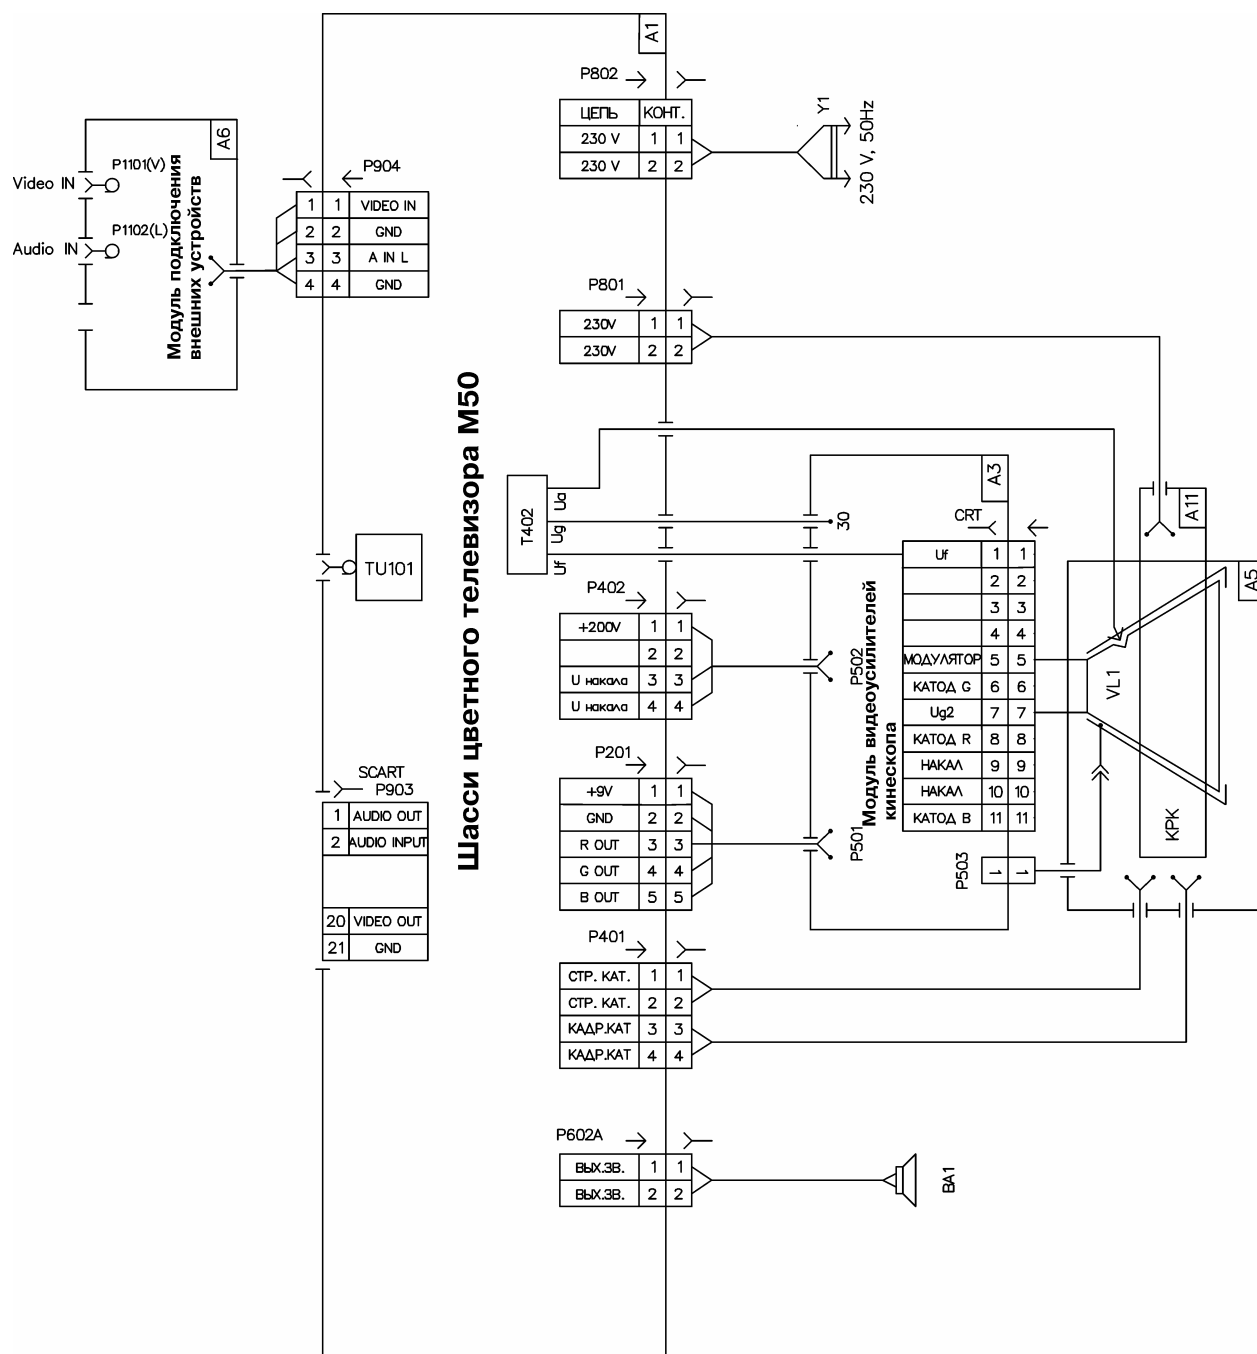 A1
P802
ЦЕПЬ КОНТ.
230 V 1 1
230 V 2 2
Y1
230 V, 50Hz
A6
P1101(V)
Video IN
P1102(L)
Audio IN
Модуль подключения
внешних устройств
P904
1 1 VIDEO IN
2 2 GND
3 3 A IN L
4 4 GND
P801
230V 1 1
230V 2 2
Шасси цветного телевизора М50
T402
Ua
Ug
Uf
30
A3
CRT
Uf 1 1
2 2
3 3
4 4
МОДУЛЯТОР 5 5
КАТОД G 6 6
Ug2 7 7
КАТОД R 8 8
НАКАЛ 9 9
НАКАЛ 10 10
КАТОД B 11 11
Модуль видеоусилителей
кинескопа
P502
P501
P503
1 1
A11
A5
VL1
КРК
TU101
P402
+200V 1 1
2 2
U накала 3 3
U накала 4 4
P201
+9V 1 1
GND 2 2
R OUT 3 3
G OUT 4 4
B OUT 5 5
SCART
P903
1 AUDIO OUT
2 AUDIO INPUT
20 VIDEO OUT
21 GND
P401
СТР. КАТ. 1 1
СТР. КАТ. 2 2
КАДР.КАТ 3 3
КАДР.КАТ 4 4
P602A
ВЫХ.ЗВ. 1 1
ВЫХ.ЗВ. 2 2
BA1